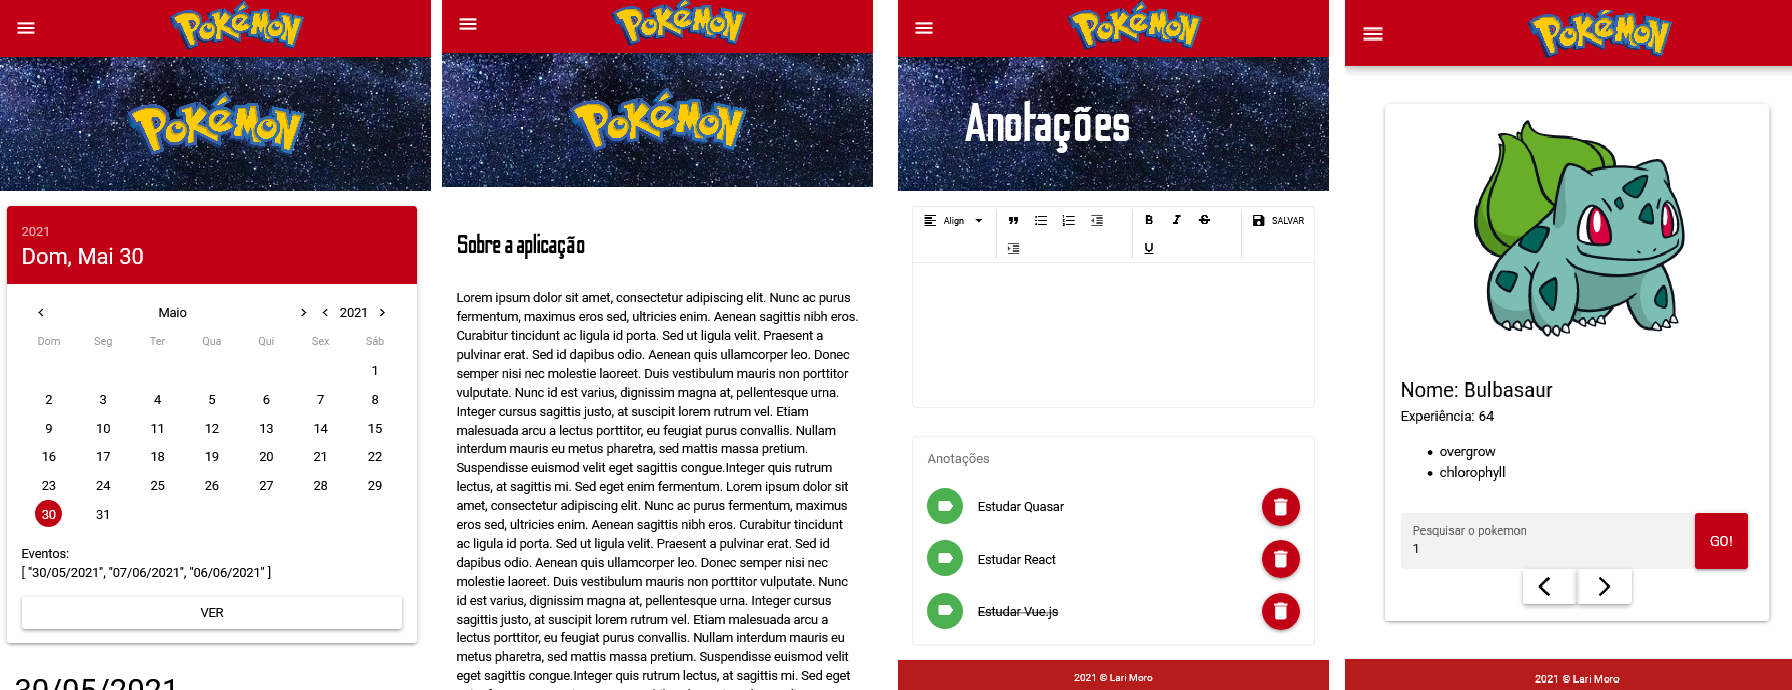 POKéMON
POKéMON
2021
Dom, Mai 30
Maio
2021
Dom Seg Ter Qua Qui Sex Sáb
1
2 3 4 5 6 7 8
9 10 11 12 13 14 15
16 17 18 19 20 21 22
23 24 25 26 27 28 29
30 31
Eventos:
[ "30/05/2021", "07/06/2021", "06/06/2021" ]
VER
30/05/2021
POKéMON
POKéMON
Sobre a aplicação
Lorem ipsum dolor sit amet, consectetur adipiscing elit. Nunc ac purus
fermentum, maximus eros sed, ultricies enim. Aenean sagittis nibh eros.
Curabitur tincidunt ac ligula id porta. Sed ut ligula velit. Praesent a
pulvinar erat. Sed id dapibus odio. Aenean quis ullamcorper leo. Donec
semper nisi nec molestie laoreet. Duis vestibulum mauris non porttitor
vulputate. Nunc id est varius, dignissim magna at, pellentesque urna.
Integer cursus sagittis justo, at suscipit lorem rutrum vel. Etiam
malesuada arcu a lectus porttitor, eu feugiat purus convallis. Nullam
interdum mauris eu metus pharetra, sed mattis massa pretium.
Suspendisse euismod velit eget sagittis congue.Integer quis rutrum
lectus, at sagittis mi. Sed eget enim fermentum. Lorem ipsum dolor sit
amet, consectetur adipiscing elit. Nunc ac purus fermentum, maximus
eros sed, ultricies enim. Aenean sagittis nibh eros. Curabitur tincidunt
ac ligula id porta. Sed ut ligula velit. Praesent a pulvinar erat. Sed id
dapibus odio. Aenean quis ullamcorper leo. Donec semper nisi nec
molestie laoreet. Duis vestibulum mauris non porttitor vulputate. Nunc
id est varius, dignissim magna at, pellentesque urna. Integer cursus
sagittis justo, at suscipit lorem rutrum vel. Etiam malesuada arcu a
lectus porttitor, eu feugiat purus convallis. Nullam interdum mauris eu
metus pharetra, sed mattis massa pretium. Suspendisse euismod velit
eget sagittis congue.Integer quis rutrum lectus, at sagittis mi. Sed eget
POKéMON
Anotações
Align
B I S
SALVAR
U
Anotações
Estudar Quasar
Estudar React
Estudar Vue.js
2021 © Lari Moro
POKéMON
Nome: Bulbasaur
Experiência: 64
overgrow
chlorophyll
Pesquisar o pokemon
1
GO!
2021 © Lari Moro